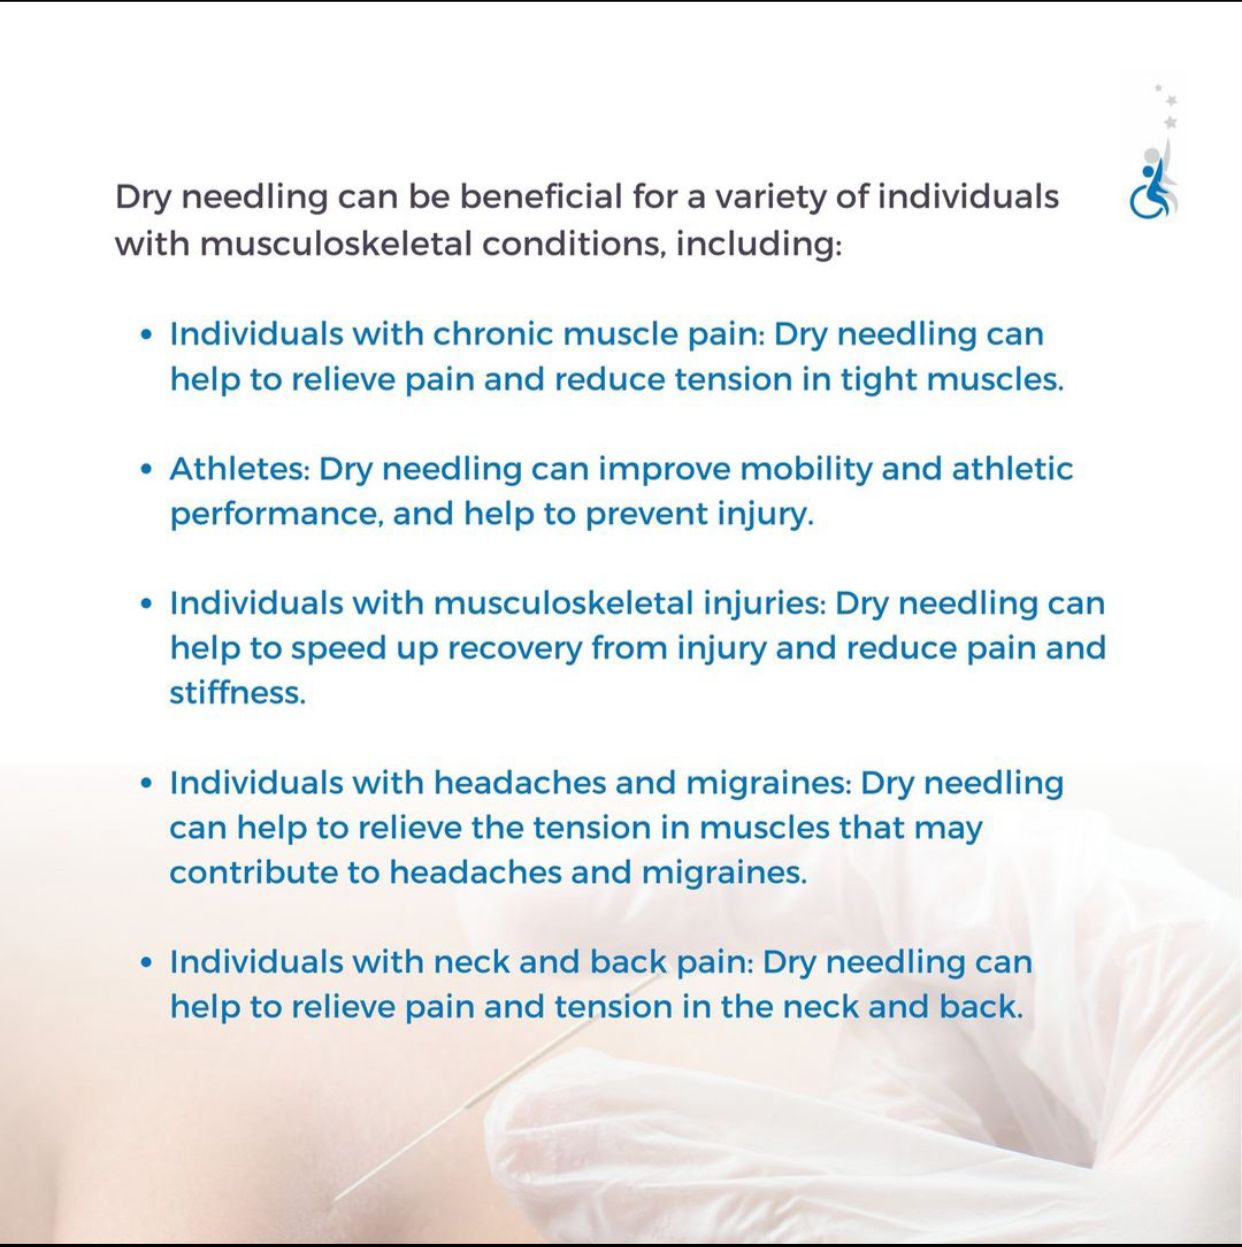 Dry needling can be beneficial for a variety of individuals
with musculoskeletal conditions, including:
• Individuals with chronic muscle pain: Dry needling can
help to relieve pain and reduce tension in tight muscles.
• Athletes: Dry needling can improve mobility and athletic
performance, and help to prevent injury.
• Individuals with musculoskeletal injuries: Dry needling can
help to speed up recovery from injury and reduce pain and
stiffness.
• Individuals with headaches and migraines: Dry needling
can help to relieve the tension in muscles that may
contribute to headaches and migraines.
• Individuals with neck and back pain: Dry needling can
help to relieve pain and tension in the neck and back.